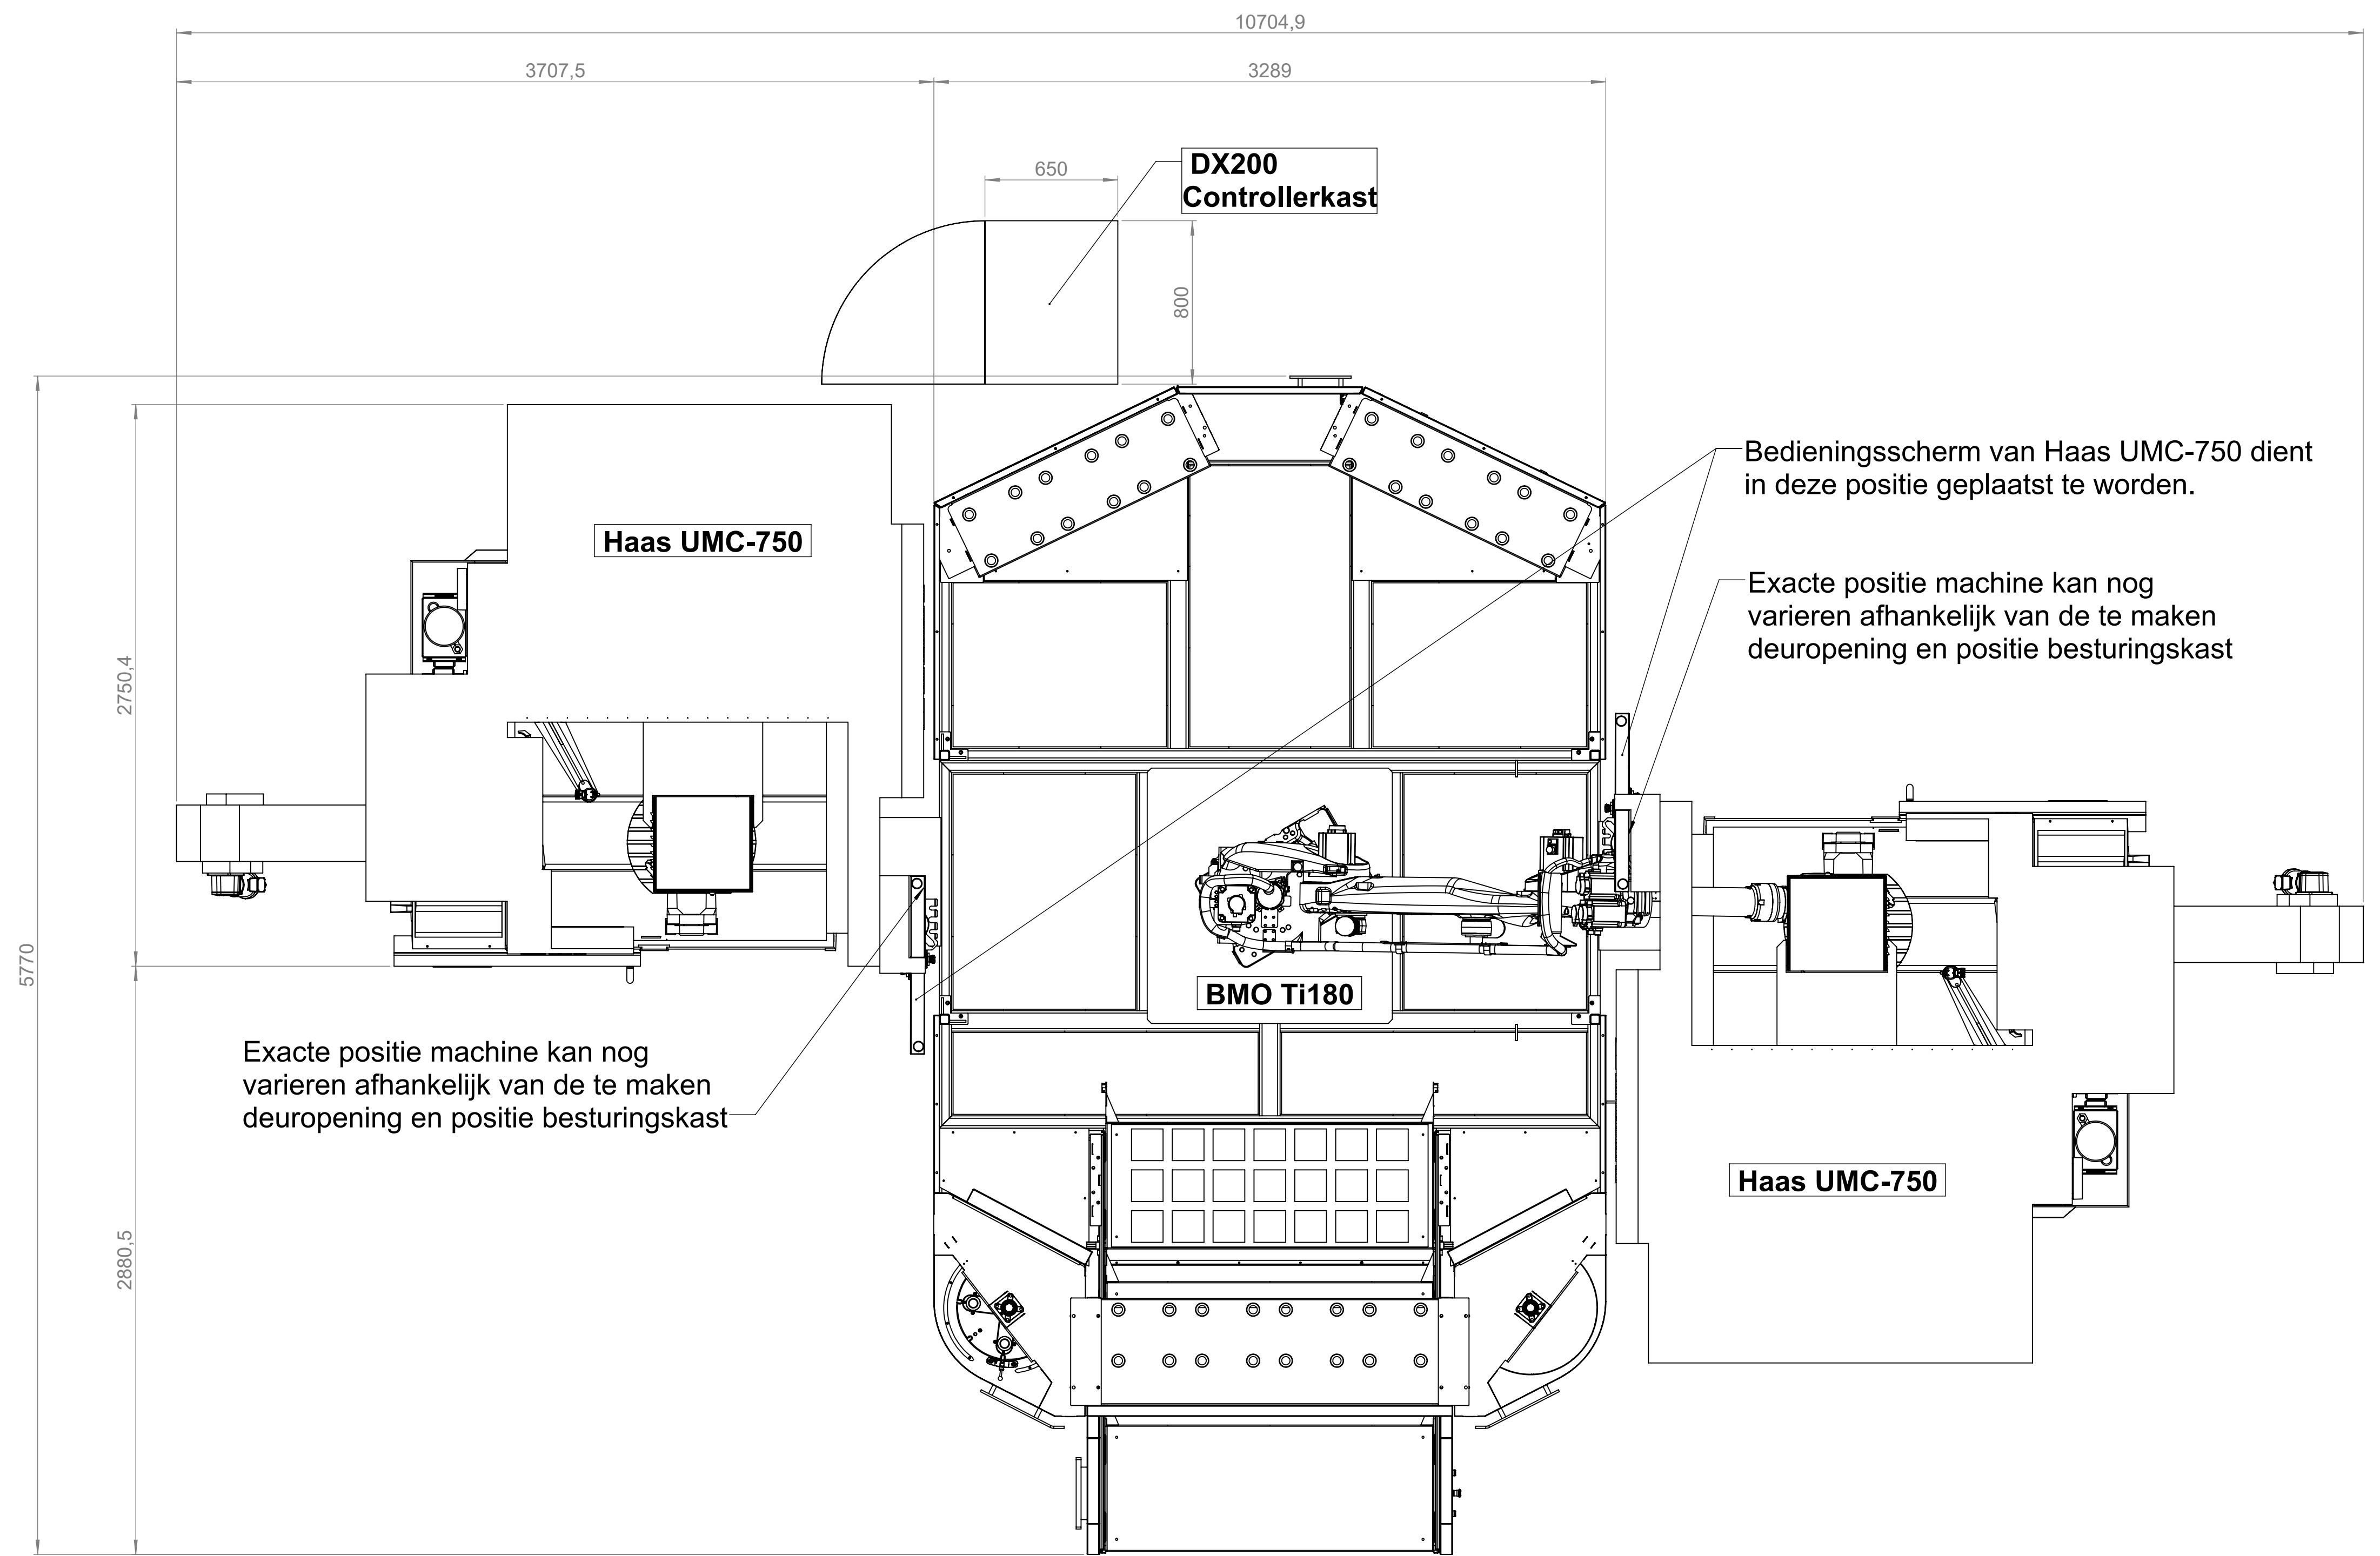 10704,9
3707,5
3289
650
DX200
Controllerkast
800
Bedieningsscherm van Haas UMC-750 dient
in deze positie geplaatst te worden.
Haas UMC-750
Exacte positie machine kan nog
varieren afhankelijk van de te maken
deuropening en positie besturingskast
2750,4
5770
BMO Ti180
Exacte positie machine kan nog
varieren afhankelijk van de te maken
deuropening en positie besturingskast
Haas UMC-750
2880,5